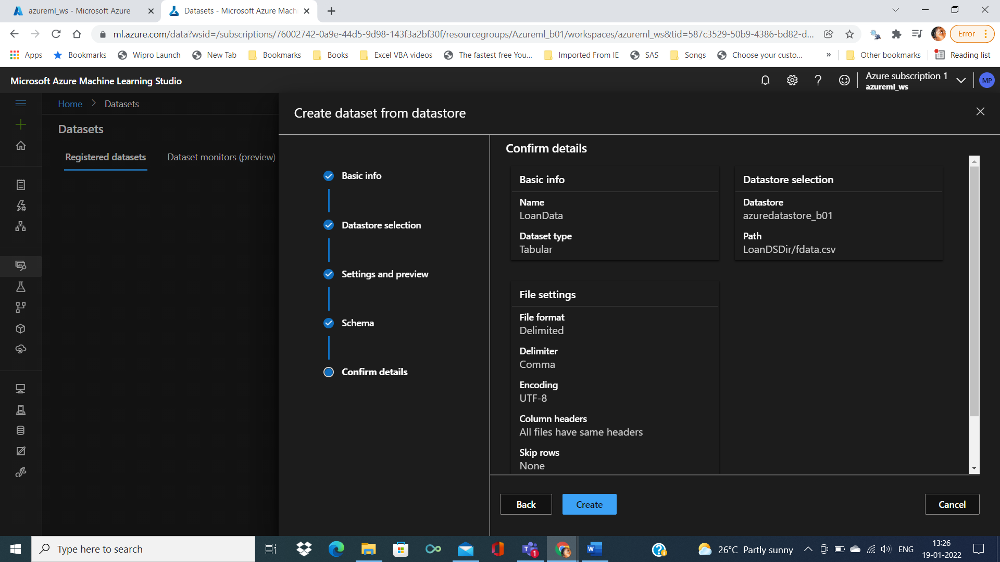 azureml_ws - Microsoft Azure
Datasets - Microsoft Azure Mach
ml.azure.com/data?wsid=/subscriptions/76002742-0a9e-44d5-9d98-143f3a2bf30f/resourcegroups/Azureml_b01/workspaces/azureml_ws&tid=587c3529-50b9-4386-bd82-d...
Error
Apps
Bookmarks
Wipro Launch
New Tab
Bookmarks
Books
Excel VBA videos
The fastest free You...
Imported From IE
SAS
Songs
Choose your custo...
»
Other bookmarks
Reading list
Microsoft Azure Machine Learning Studio
Azure subscription 1
azureml_ws
MP
Home > Datasets
Datasets
Registered datasets
Dataset monitors (preview)
Create dataset from datastore
Basic info
Datastore selection
Settings and preview
Schema
Confirm details
Confirm details
Basic info
Name
LoanData
Dataset type
Tabular
Datastore selection
Datastore
azuredatastore_b01
Path
LoanDSDir/fdata.csv
File settings
File format
Delimited
Delimiter
Comma
Encoding
UTF-8
Column headers
All files have same headers
Skip rows
None
Back
Create
Cancel
Type here to search
1
26°C Partly sunny
ENG
13:26
19-01-2022